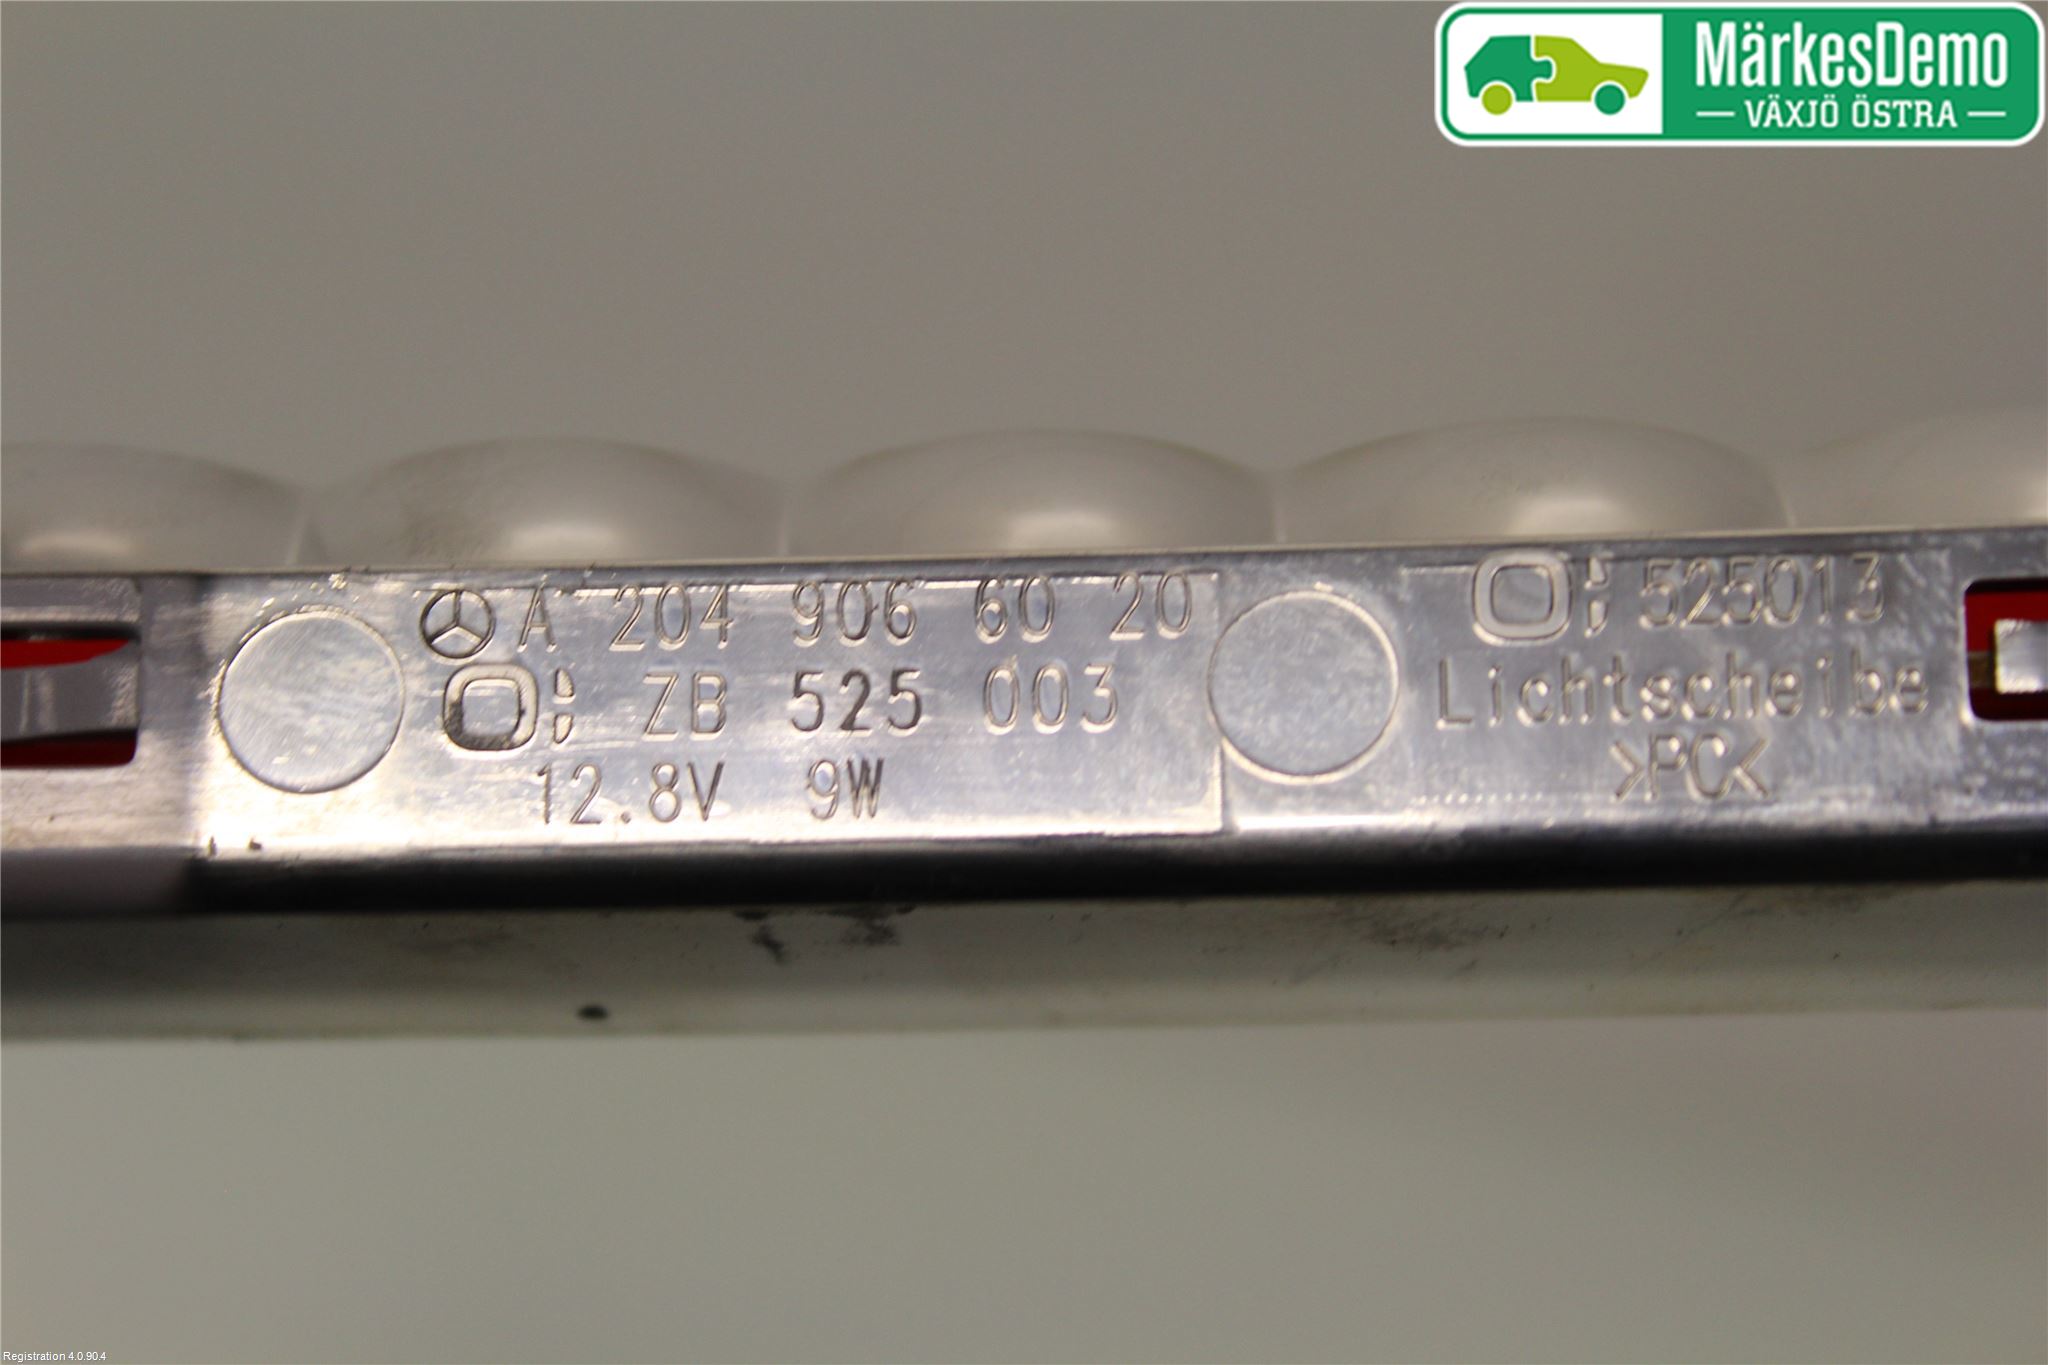 MärkesDemo
VÄXJÖ ÖSTRA
A 204 906 60 20
ZB 525 003
12.8V 9W
525013
Lichtscheibe
>PC<
Registration 4.0.90.4